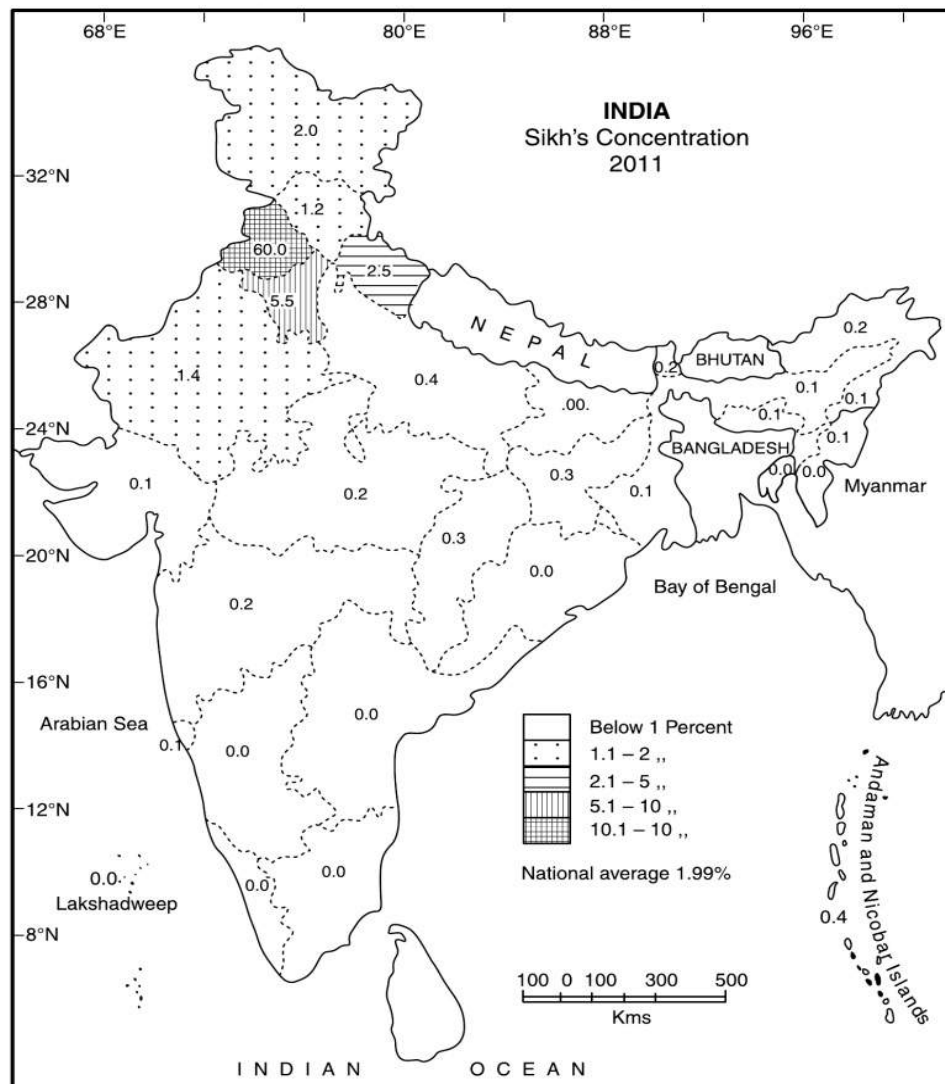 68°E 80°E 88°E 96°E
INDIA
Sikh's Concentration
2011
2.0
32°N
1.2
60.0
2.5
5.5
28°N
NEPAL
0.2
BHUTAN
0.2
1.4
0.4
0.1
.00.
0.1
0.1
24°N
BANGLADESH
0.1
0.3
0.0
0.0
0.1
0.2
0.1
Myanmar
0.3
20°N
0.0
Bay of Bengal
0.2
16°N
Arabian Sea
0.1
0.0
0.0
Below 1 Percent
1.1 – 2 ,,
2.1 – 5 ,,
5.1 – 10 ,,
10.1 – 10 ,,
National average 1.99%
12°N
0.0
Lakshadweep
0.0
0.0
Andaman and Nicobar Islands
0.4
8°N
100 0 100 300 500
Kms
INDIAN OCEAN